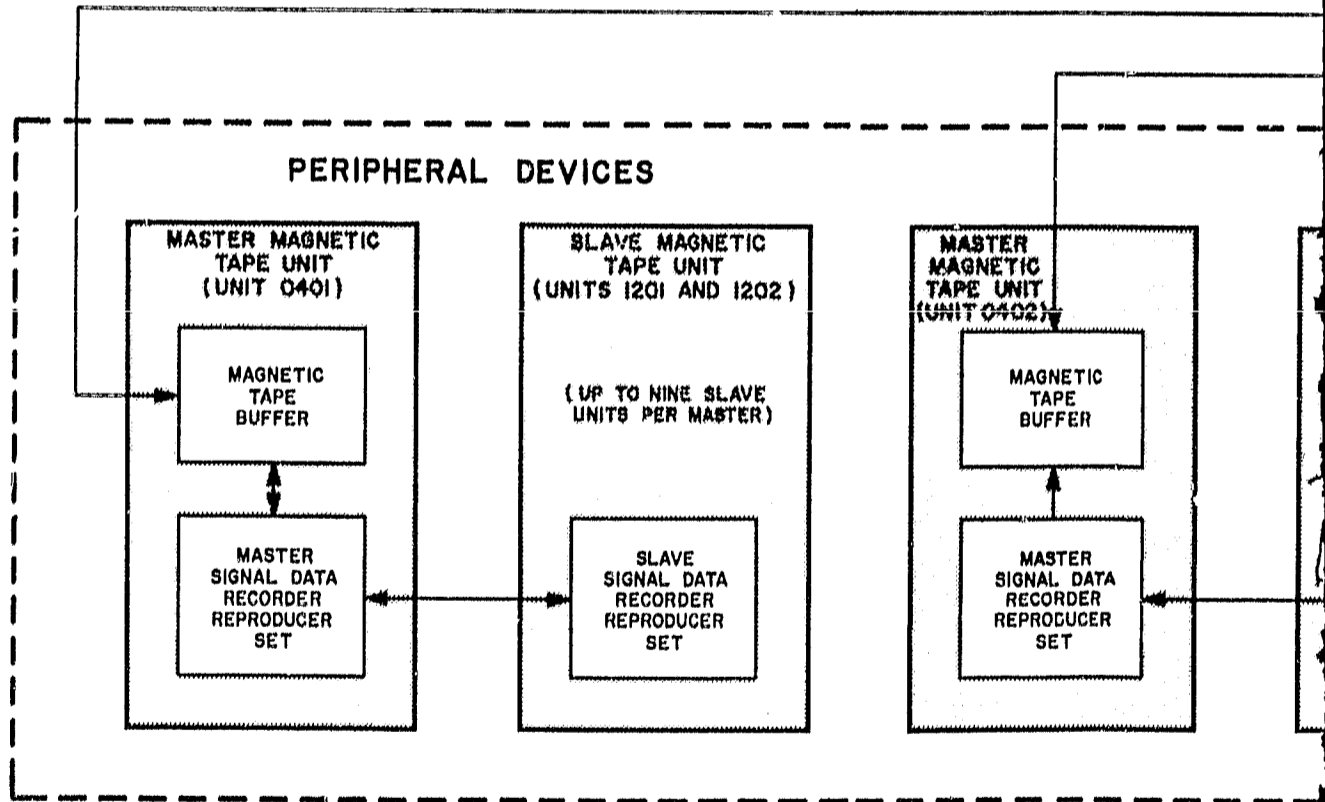 PERIPHERAL DEVICES
MASTER MAGNETIC
TAPE UNIT
(UNIT 0401)
MAGNETIC
TAPE
BUFFER
MASTER
SIGNAL DATA
RECORDER
REPRODUCER
SET
SLAVE MAGNETIC
TAPE UNIT
(UNITS 1201 AND 1202)
(UP TO NINE SLAVE
UNITS PER MASTER)
SLAVE
SIGNAL DATA
RECORDER
REPRODUCER
SET
MASTER
MAGNETIC
TAPE UNIT
(UNIT 0402)
MAGNETIC
TAPE
BUFFER
MASTER
SIGNAL DATA
RECORDER
REPRODUCER
SET